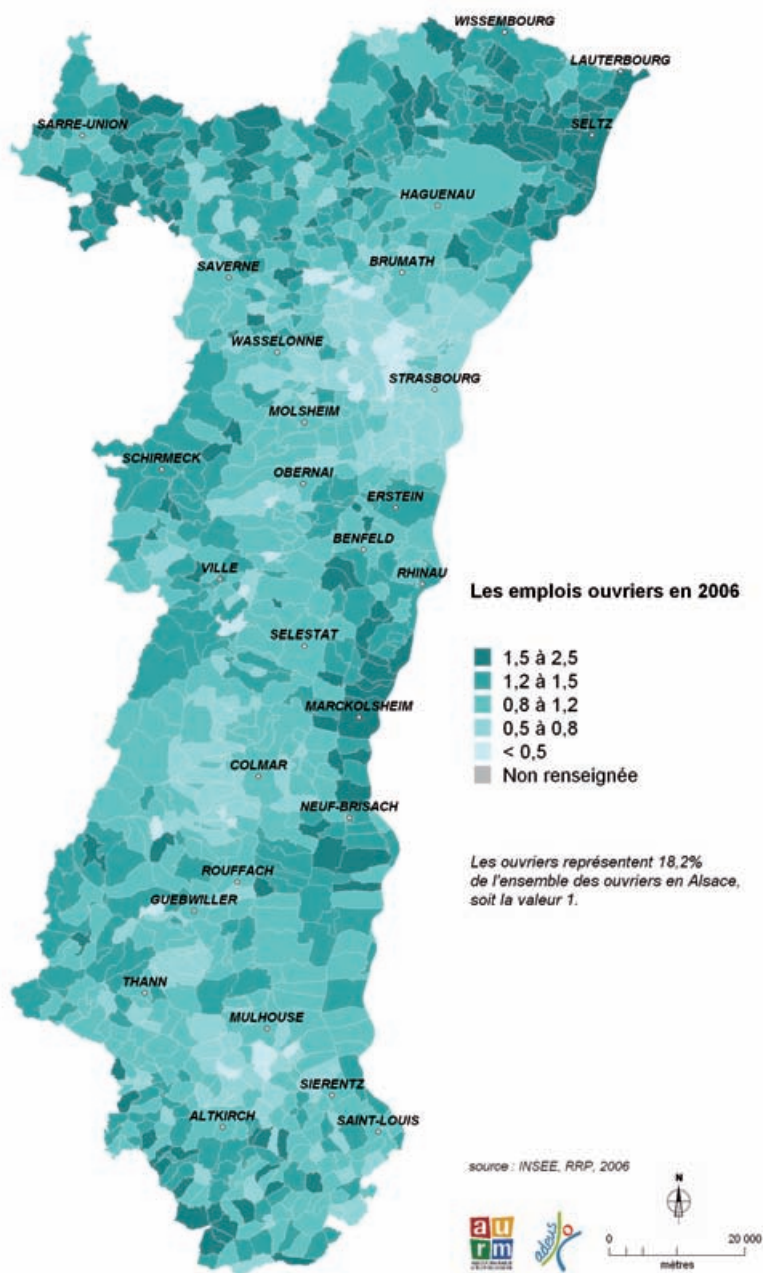 WISSEMBOURG
LAUTERBOURG
SARRE-UNION
SELTZ
HAGUENAU
SAVERNE
BRUMATH
WASSELONNE
STRASBOURG
MOLSHEIM
SCHIRMECK
OBERNAI
ERSTEIN
BENFELD
VILLE
RHINAU
SELESTAT
MARCKOLSHEIM
COLMAR
NEUF-BRISACH
ROUFFACH
GUEBWILLER
THANN
MULHOUSE
SIERENTZ
ALTKIRCH
SAINT-LOUIS
Les emplois ouvriers en 2006
1,5 à 2,5
1,2 à 1,5
0,8 à 1,2
0,5 à 0,8
< 0,5
Non renseignée
Les ouvriers représentent 18,2%
de l'ensemble des ouvriers en Alsace,
soit la valeur 1.
source : INSEE, RRP, 2006
N
au
rm
adeus
0 20 000
mètres